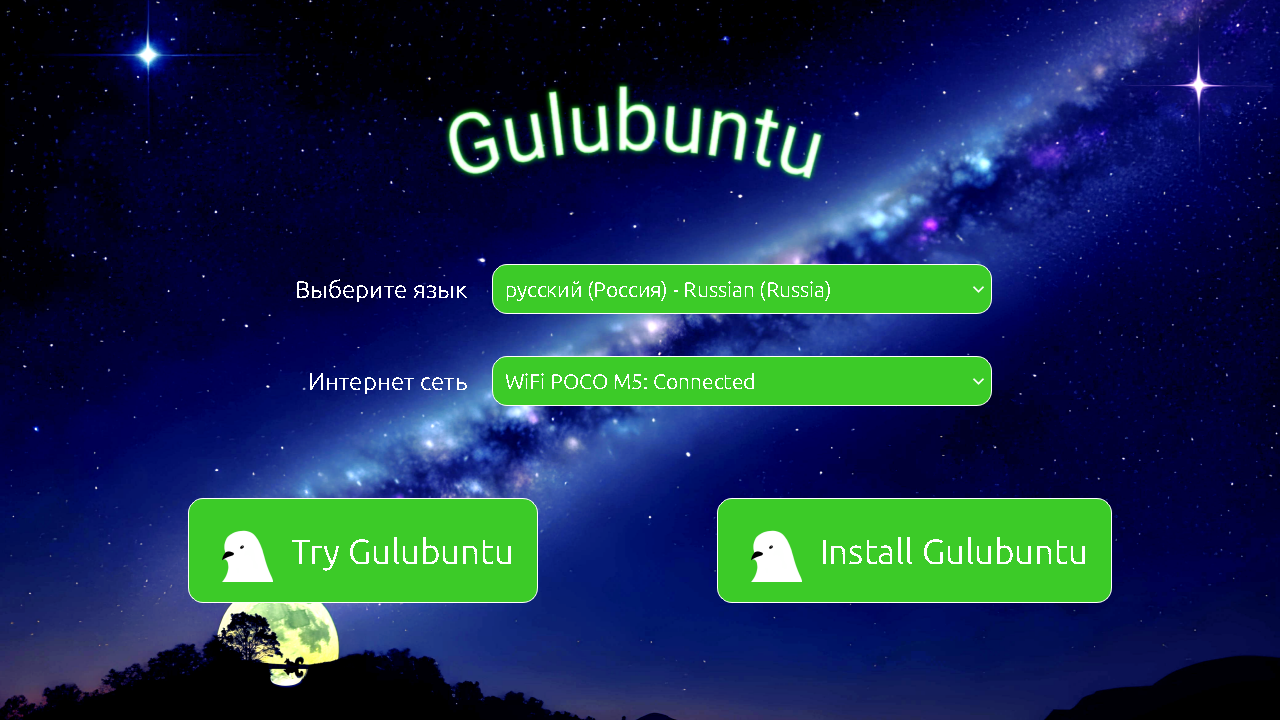 Gulubuntu
Выберите язык
русский (Россия) - Russian (Russia)
Интернет сеть
WiFi POCO M5: Connected
Try Gulubuntu
Install Gulubuntu